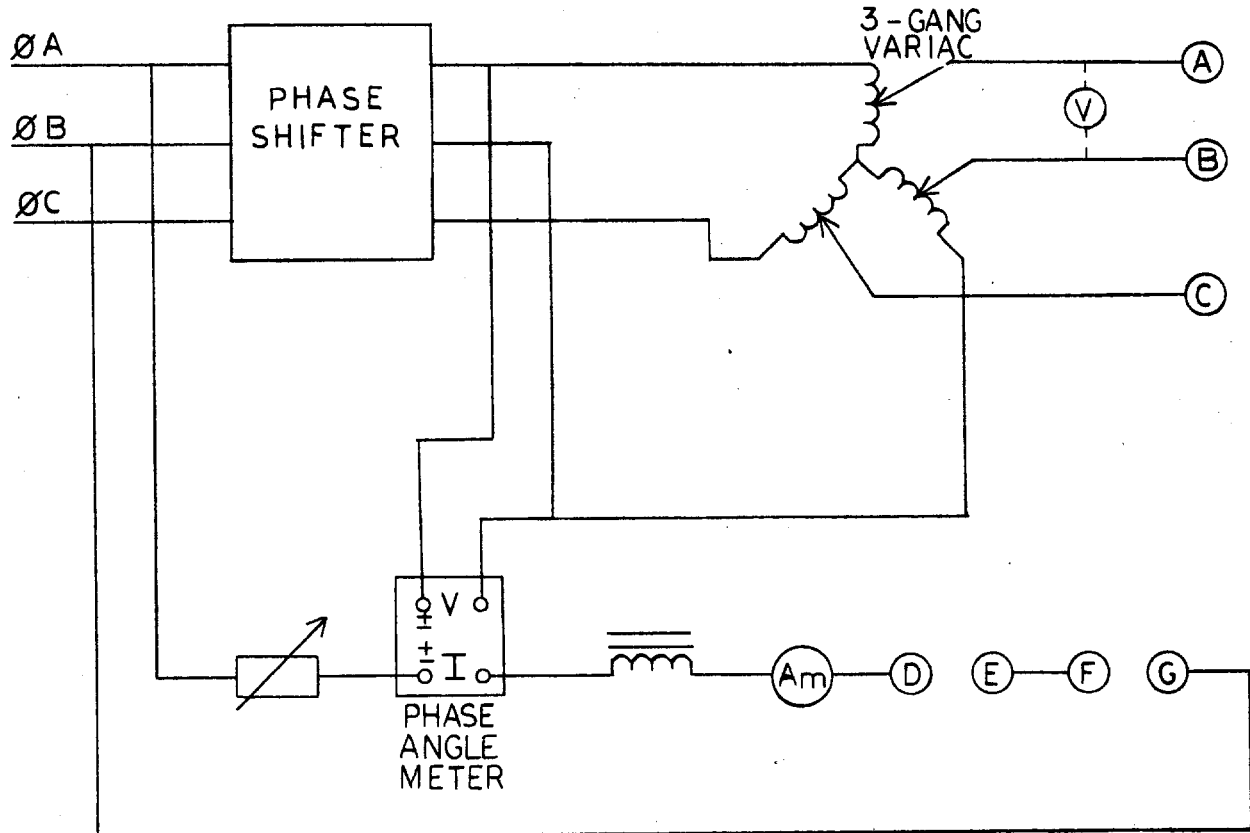 3-GANG
VARIAC
ØA
PHASE
SHIFTER
ØB
ØC
A
V
B
C
V
±
±
I
Am
D
E
F
G
PHASE
ANGLE
METER